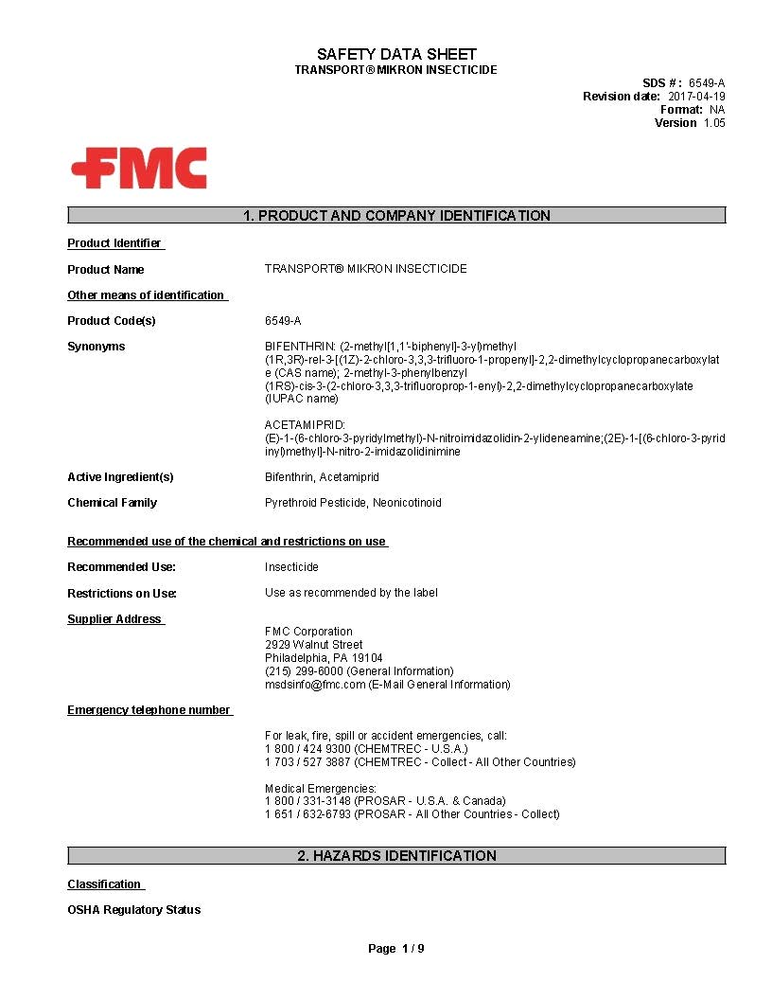 SAFETY DATA SHEET
TRANSPORT® MIKRON INSECTICIDE
SDS # : 6549-A
Revision date: 2017-04-19
Format: NA
Version 1.05
FMC
1. PRODUCT AND COMPANY IDENTIFICATION
Product Identifier
Product Name TRANSPORT® MIKRON INSECTICIDE
Other means of identification
Product Code(s) 6549-A
Synonyms BIFENTHRIN: (2-methyl[1,1'-biphenyl]-3-yl)methyl
(1R,3R)-rel-3-[(1Z)-2-chloro-3,3,3-trifluoro-1-propenyl]-2,2-dimethylcyclopropanecarboxylat
e (CAS name); 2-methyl-3-phenylbenzyl
(1RS)-cis-3-(2-chloro-3,3,3-trifluoroprop-1-enyl)-2,2-dimethylcyclopropanecarboxylate
(IUPAC name)
ACETAMIPRID:
(E)-1-(6-chloro-3-pyridylmethyl)-N-nitroimidazolidin-2-ylideneamine;(2E)-1-[(6-chloro-3-pyrid
inyl)methyl]-N-nitro-2-imidazolidinimine
Active Ingredient(s) Bifenthrin, Acetamiprid
Chemical Family Pyrethroid Pesticide, Neonicotinoid
Recommended use of the chemical and restrictions on use
Recommended Use: Insecticide
Restrictions on Use: Use as recommended by the label
Supplier Address
FMC Corporation
2929 Walnut Street
Philadelphia, PA 19104
(215) 299-6000 (General Information)
msdsinfo@fmc.com (E-Mail General Information)
Emergency telephone number
For leak, fire, spill or accident emergencies, call:
1 800 / 424 9300 (CHEMTREC - U.S.A.)
1 703 / 527 3887 (CHEMTREC - Collect - All Other Countries)
Medical Emergencies:
1 800 / 331-3148 (PROSAR - U.S.A. & Canada)
1 651 / 632-6793 (PROSAR - All Other Countries - Collect)
2. HAZARDS IDENTIFICATION
Classification
OSHA Regulatory Status
Page 1 / 9